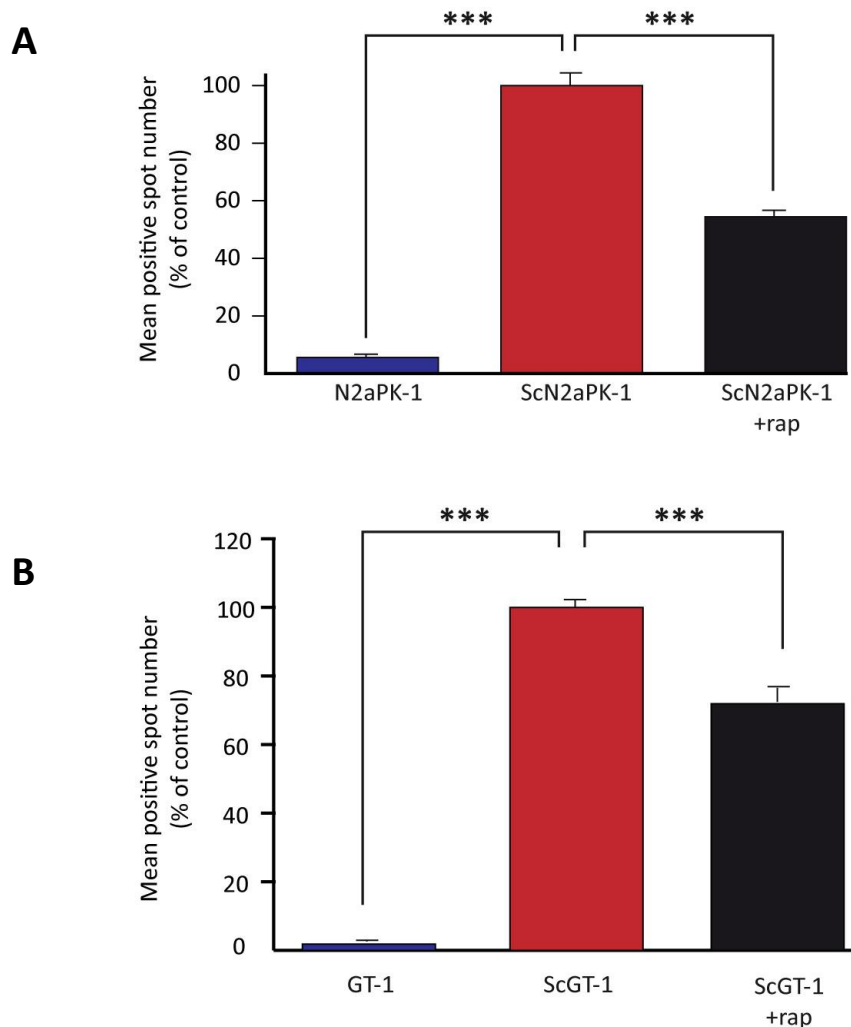 A
*** ***
Mean positive spot number
(% of control)
100
80
60
40
20
0
N2aPK-1 ScN2aPK-1 ScN2aPK-1
+rap
B
*** ***
Mean positive spot number
(% of control)
120
100
80
60
40
20
0
GT-1 ScGT-1 ScGT-1
+rap